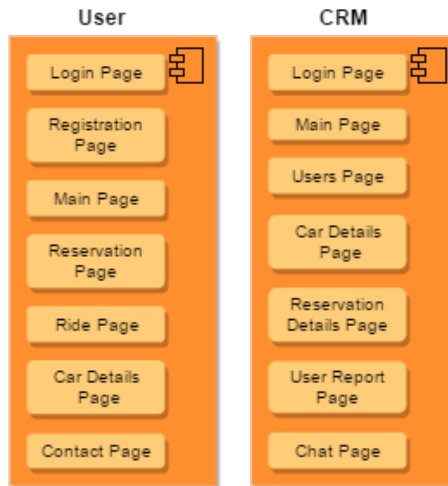 User
Login Page
Registration
Page
Main Page
Reservation
Page
Ride Page
Car Details
Page
Contact Page
CRM
Login Page
Main Page
Users Page
Car Details
Page
Reservation
Details Page
User Report
Page
Chat Page